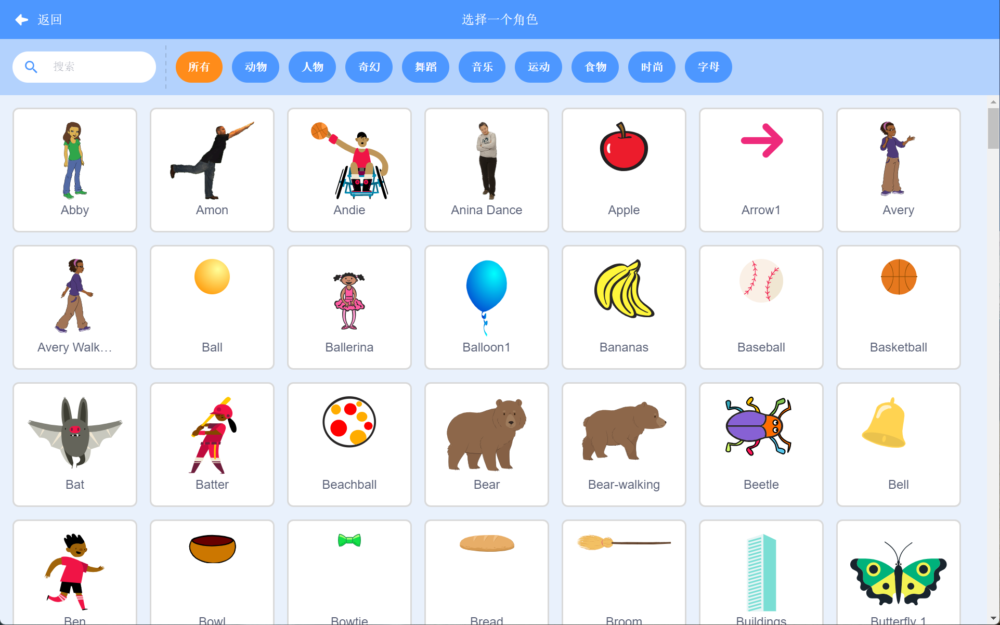 返回
选择一个角色
搜索
所有 动物 人物 奇幻 舞蹈 音乐 运动 食物 时尚 字母
Abby Amon Andie Anina Dance Apple Arrow1 Avery
Avery Walk... Ball Ballerina Balloon1 Bananas Baseball Basketball
Bat Batter Beachball Bear Bear-walking Beetle Bell
Ben Bowl Bowtie Bread Broom Buildings Butterfly 1